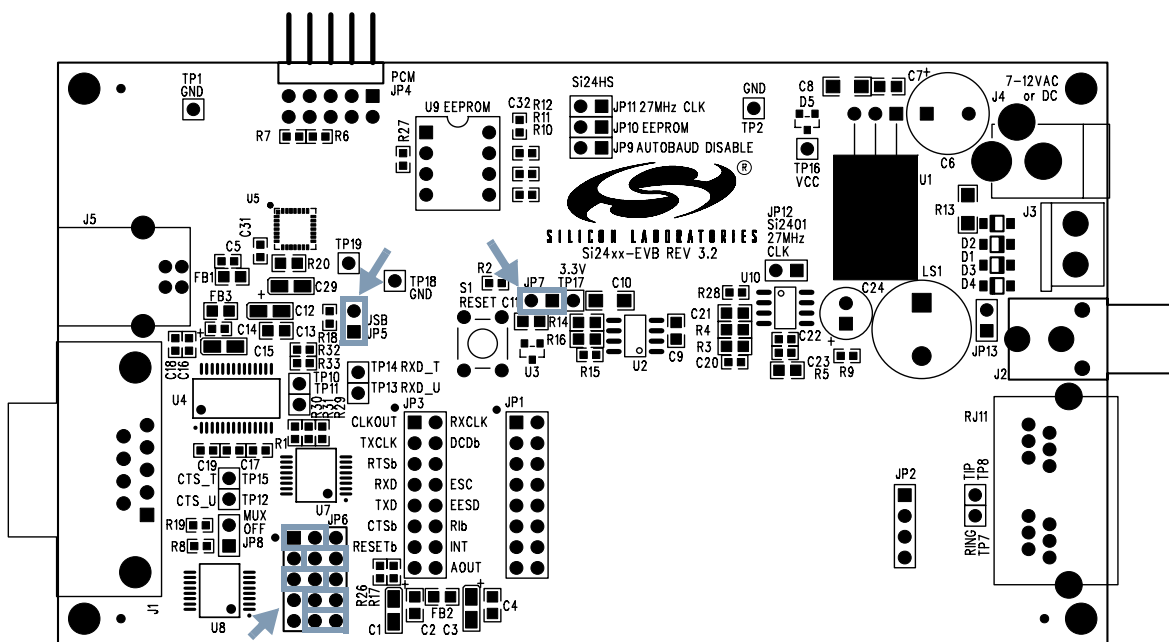 TP1
GND
PCM
JP4
R7
R6
U9 EEPROM
R27
C32
R12
R11
R10
Si24HS
JP11 27MHz CLK
JP10 EEPROM
JP9 AUTOBAUD DISABLE
GND
TP2
C8
D5
TP16
VCC
C7
C6
7-12VAC
or DC
J4
U1
R13
J3
D2
D1
D3
D4
®
SILICON LABORATORIES
Si24xx-EVB REV 3.2
JP12
Si2401
27MHz
CLK
U10
J5
U5
C31
C5
FB1
R20
TP19
TP18
GND
C29
FB3
+
C12
C14
C13
C15
+
C18
C16
R18
USB
JP5
R32
R33
TP10
TP11
TP14 RXD_T
TP13 RXD_U
R2
S1
RESET
C11
JP7
3.3V
TP17
C10
R14
R16
R15
U3
U2
C9
R28
C21
R4
R3
C20
C22
C23
R5
R9
C24
+
LS1
JP13
J2
U4
R30
R31
R29
R1
C19
C17
CTS_T
TP15
CTS_U
TP12
MUX
OFF
JP8
R19
R8
U7
JP6
U8
J1
JP3
JP1
CLKOUT
RXCLK
TXCLK
DCDb
RTSb
RXD
ESC
TXD
EESD
CTSb
RIb
RESETb
INT
AOUT
R26
R17
C1
+
C2
FB2
C3
+
C4
JP2
RJ11
TIP
TP8
RING
TP7